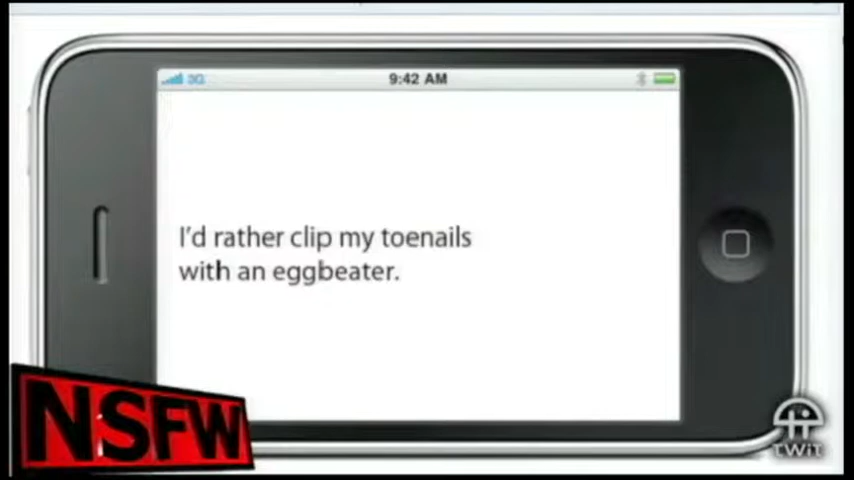 3G 9:42 AM
I'd rather clip my toenails
with an eggbeater.
NSFW
TWiT